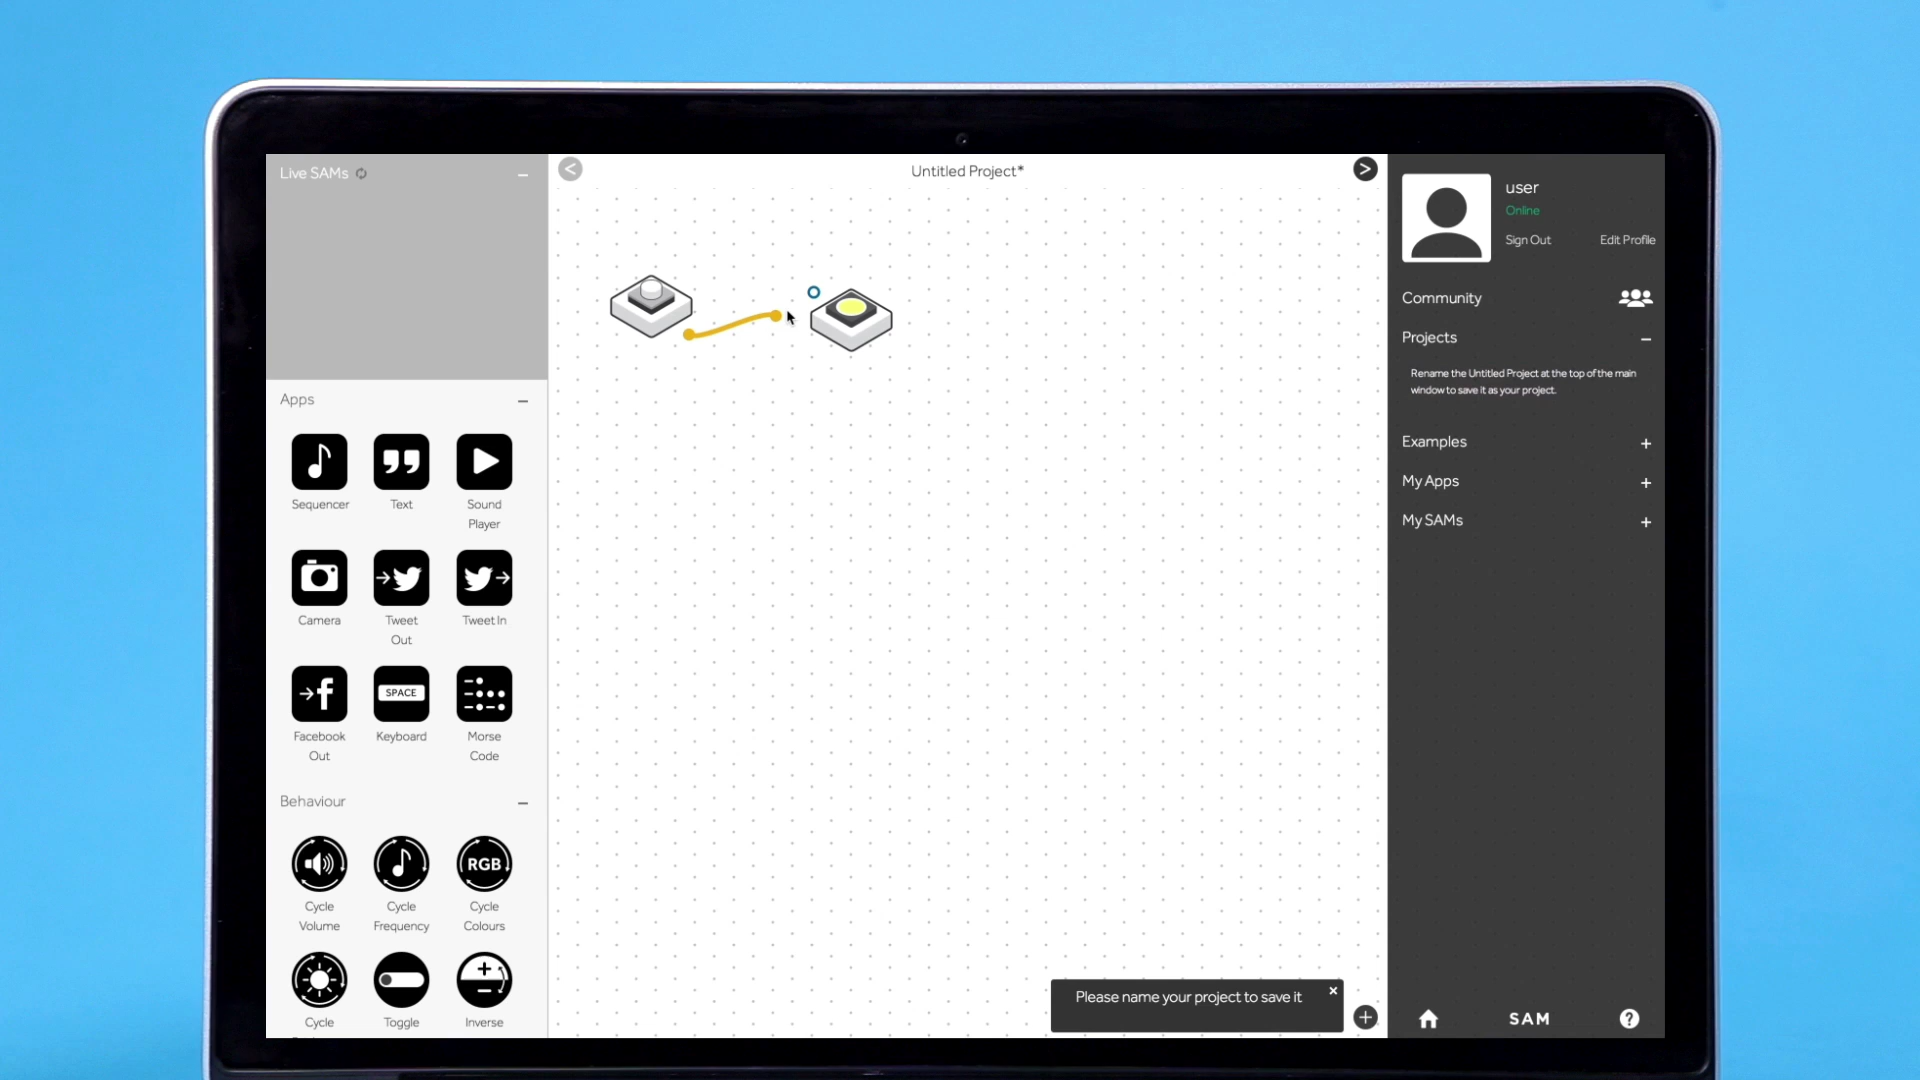 Live SAMs
Untitled Project*
user
Online
Sign Out
Edit Profile
Community
Projects
Rename the Untitled Project at the top of the main
window to save it as your project.
Examples
My Apps
My SAMs
Apps
Sequencer
Text
Sound
Player
Camera
Tweet
Out
Tweet In
SPACE
Facebook
Out
Keyboard
Morse
Code
Behaviour
RGB
Cycle
Volume
Cycle
Frequency
Cycle
Colours
Cycle
Toggle
Inverse
Please name your project to save it
SAM